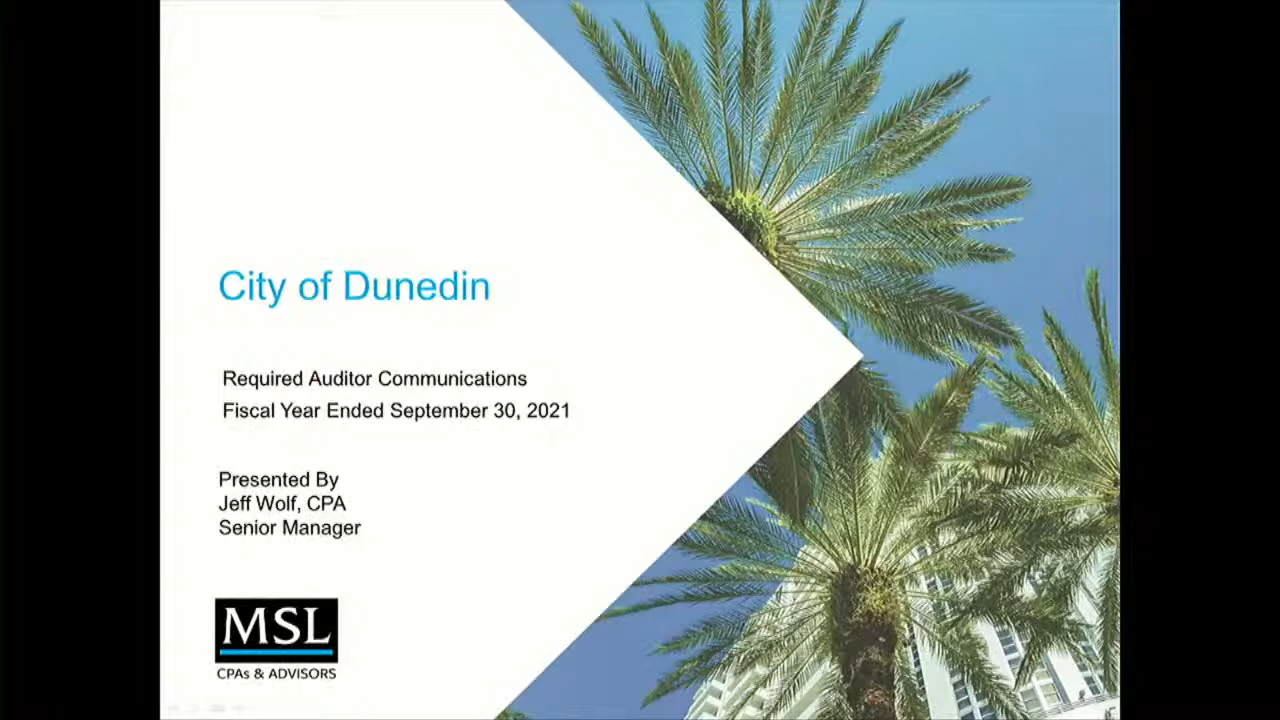 City of Dunedin
Required Auditor Communications
Fiscal Year Ended September 30, 2021
Presented By
Jeff Wolf, CPA
Senior Manager
MSL
CPAs & ADVISORS